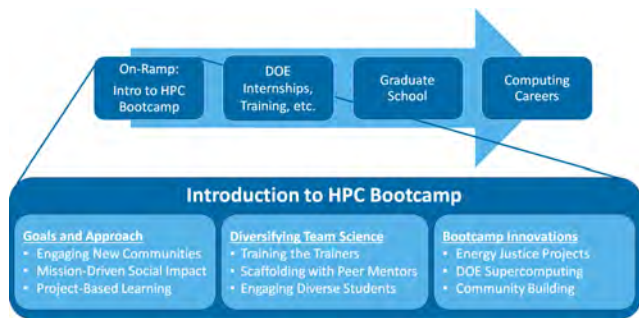 On-Ramp:
Intro to HPC
Bootcamp
DOE
Internships,
Training, etc.
Graduate
School
Computing
Careers
Introduction to HPC Bootcamp
Goals and Approach
• Engaging New Communities
• Mission-Driven Social Impact
• Project-Based Learning
Diversifying Team Science
• Training the Trainers
• Scaffolding with Peer Mentors
• Engaging Diverse Students
Bootcamp Innovations
• Energy Justice Projects
• DOE Supercomputing
• Community Building